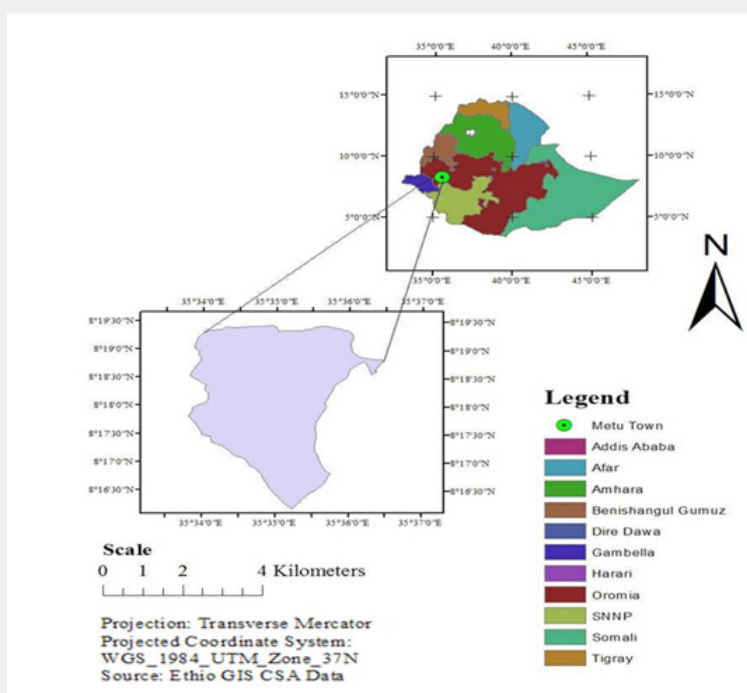 35°0'0"E 40°0'0"E 45°0'0"E
15°0'0"N 15°0'0"N
10°0'0"N 10°0'0"N
5°0'0"N 5°0'0"N
35°0'0"E 40°0'0"E 45°0'0"E
N
35°34'0"E 35°35'0"E 35°36'0"E 35°37'0"E
8°19'30"N 8°19'30"N
8°19'0"N 8°19'0"N
8°18'30"N 8°18'30"N
8°18'0"N 8°18'0"N
8°17'30"N 8°17'30"N
8°17'0"N 8°17'0"N
8°16'30"N 8°16'30"N
35°34'0"E 35°35'0"E 35°36'0"E 35°37'0"E
Legend
Metu Town
Addis Ababa
Afar
Amhara
Benishangul Gumuz
Dire Dawa
Gambella
Harari
Oromia
SNNP
Somali
Tigray
Scale
0 1 2 4 Kilometers
Projection: Transverse Mercator
Projected Coordinate System:
WGS_1984_UTM_Zone_37N
Source: Ethio GIS CSA Data